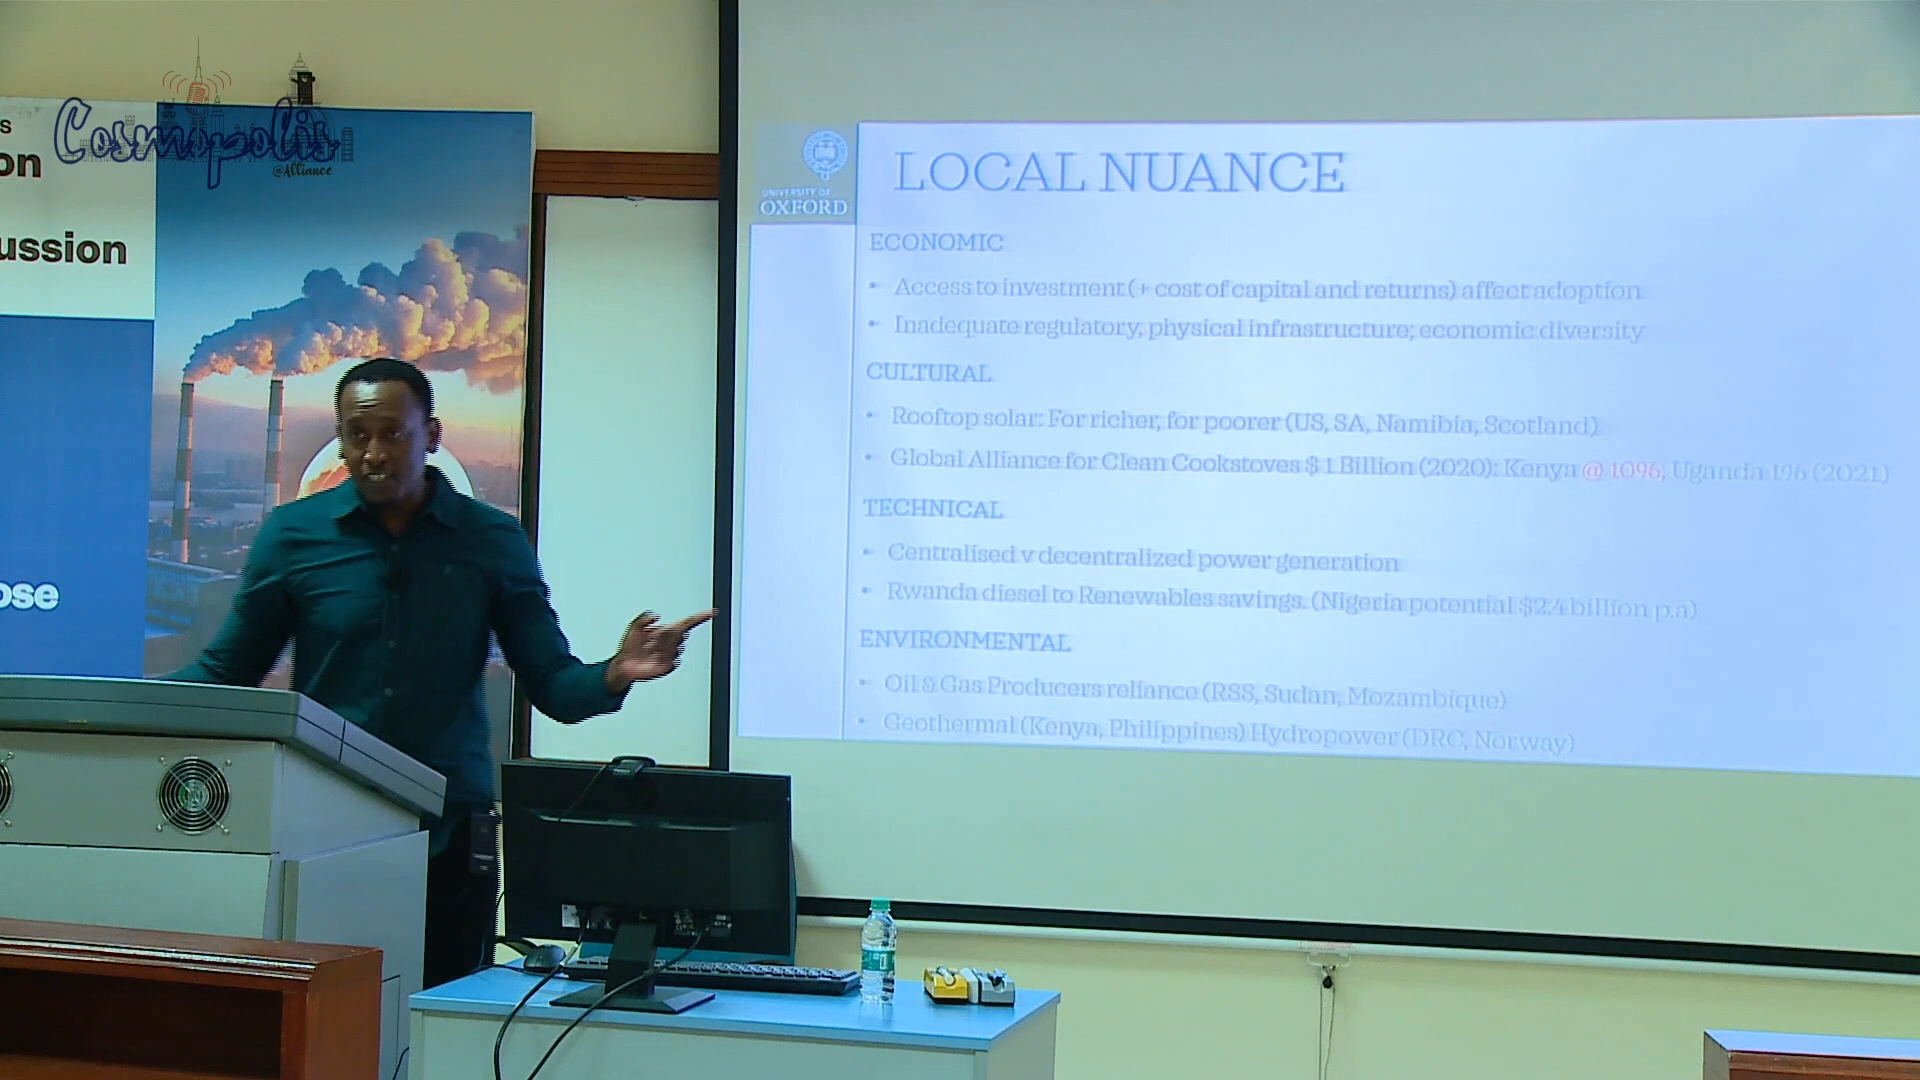 Cosmopolis
@Alliance
s
on
ussion
ose
UNIVERSITY OF
OXFORD
LOCAL NUANCE
ECONOMIC
• Access to investment (+ cost of capital and returns) affect adoption
• Inadequate regulatory, physical infrastructure; economic diversity
CULTURAL
• Rooftop solar: For richer, for poorer (US, SA, Namibia, Scotland)
• Global Alliance for Clean Cookstoves $ 1 Billion (2020): Kenya @ 10%; Uganda 1% (2021)
TECHNICAL
• Centralised v decentralized power generation
• Rwanda diesel to Renewables savings. (Nigeria potential $2.4 billion p.a)
ENVIRONMENTAL
• Oil & Gas Producers reliance (RSS, Sudan, Mozambique)
• Geothermal (Kenya, Philippines) Hydropower (DRC, Norway)